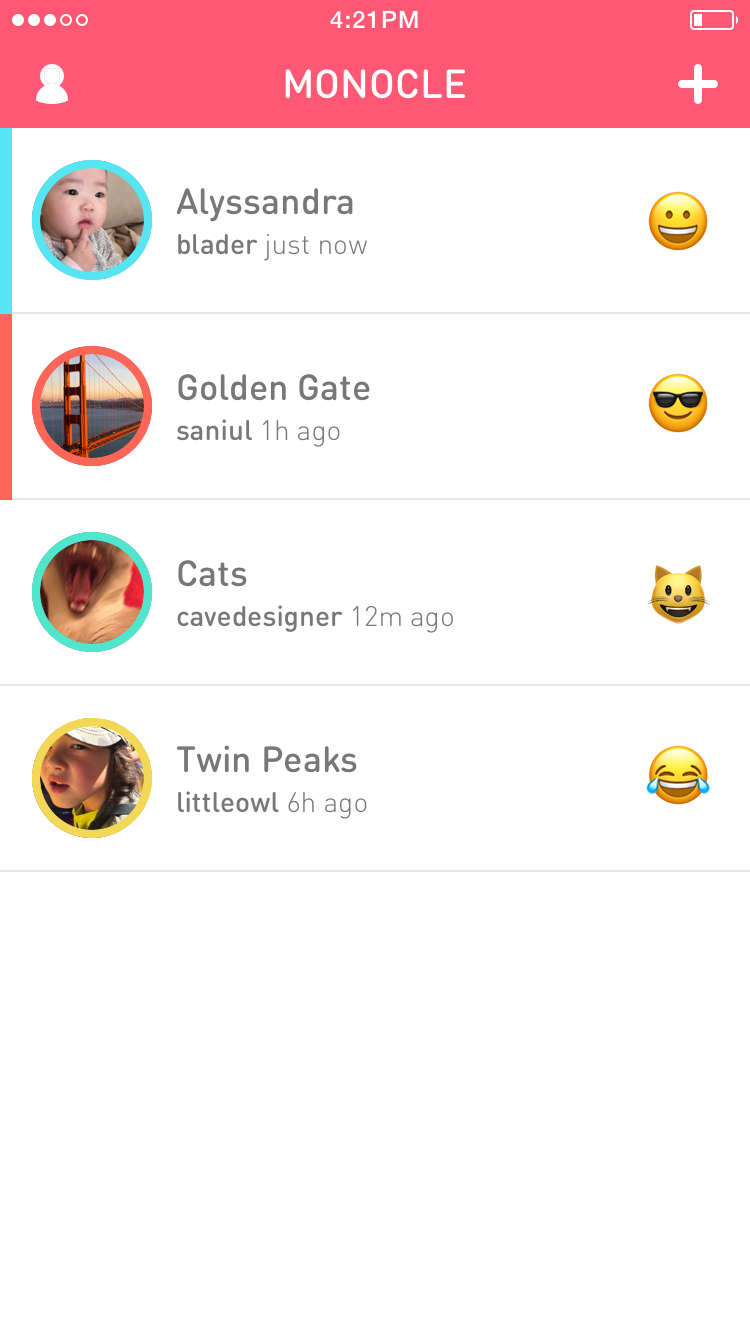 4:21PM
MONOCLE
Alyssandra
blader just now
Golden Gate
saniul 1h ago
Cats
cavedesigner 12m ago
Twin Peaks
littleowl 6h ago